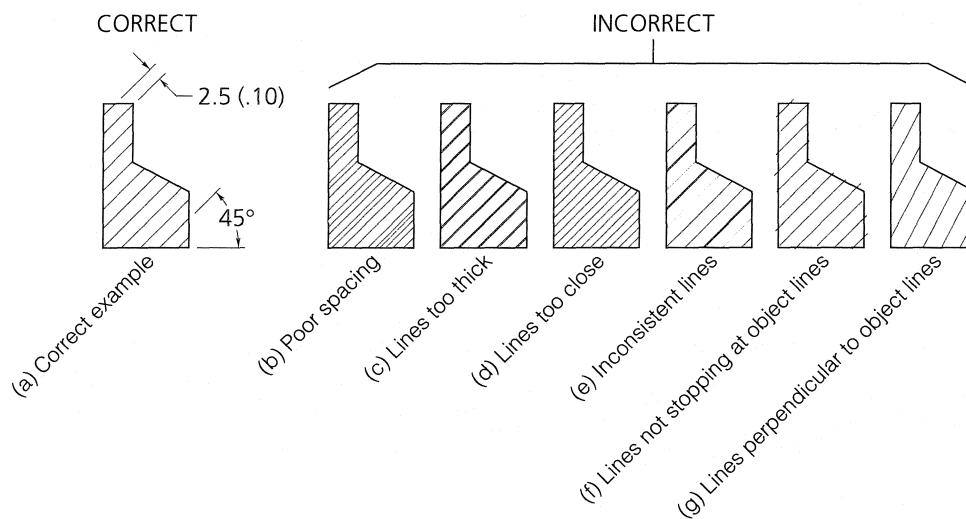 CORRECT
INCORRECT
2.5 (.10)
45°
(a) Correct example
(b) Poor spacing
(c) Lines too thick
(d) Lines too close
(e) Inconsistent lines
(f) Lines not stopping at object lines
(g) Lines perpendicular to object lines